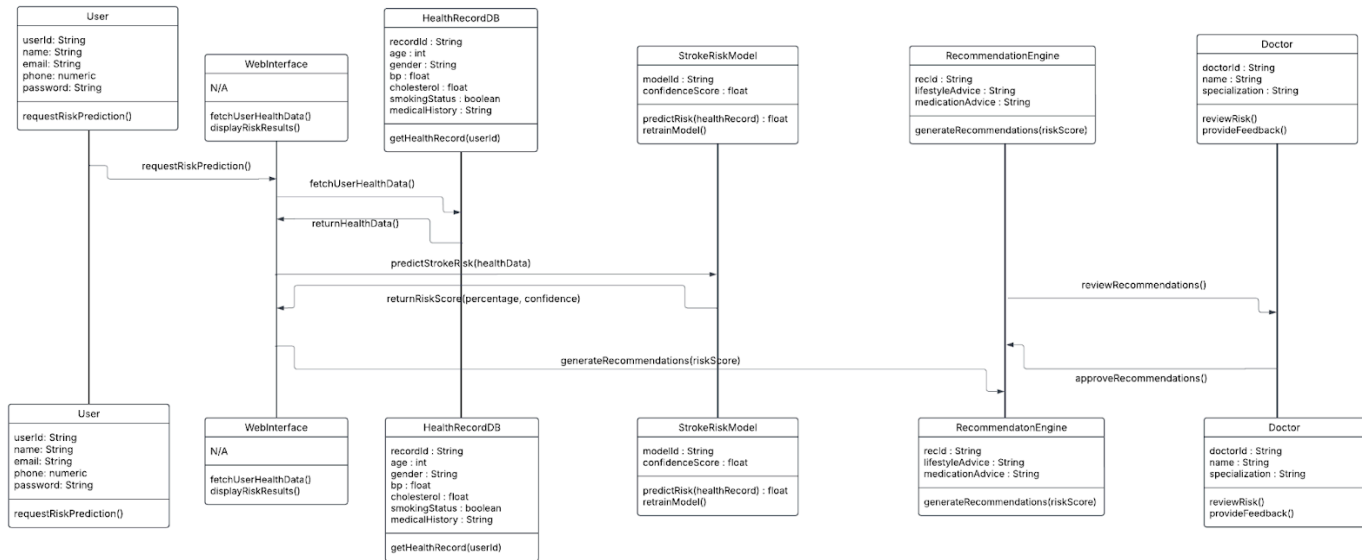 User
userId: String
name: String
email: String
phone: numeric
password: String
requestRiskPrediction()
WebInterface
N/A
fetchUserHealthData()
displayRiskResults()
HealthRecordDB
recordId : String
age : int
gender : String
bp : float
cholesterol : float
smokingStatus : boolean
medicalHistory : String
getHealthRecord(userId)
StrokeRiskModel
modelId : String
confidenceScore : float
predictRisk(healthRecord) : float
retrainModel()
RecommendationEngine
recId : String
lifestyleAdvice : String
medicationAdvice : String
generateRecommendations(riskScore)
Doctor
doctorId : String
name : String
specialization : String
reviewRisk()
provideFeedback()
requestRiskPrediction()
fetchUserHealthData()
returnHealthData()
predictStrokeRisk(healthData)
returnRiskScore(percentage, confidence)
reviewRecommendations()
generateRecommendations(riskScore)
approveRecommendations()
User
userId: String
name: String
email: String
phone: numeric
password: String
requestRiskPrediction()
WebInterface
N/A
fetchUserHealthData()
displayRiskResults()
HealthRecordDB
recordId : String
age : int
gender : String
bp : float
cholesterol : float
smokingStatus : boolean
medicalHistory : String
getHealthRecord(userId)
StrokeRiskModel
modelId : String
confidenceScore : float
predictRisk(healthRecord) : float
retrainModel()
RecommendatonEngine
recId : String
lifestyleAdvice : String
medicationAdvice : String
generateRecommendations(riskScore)
Doctor
doctorId : String
name : String
specialization : String
reviewRisk()
provideFeedback()